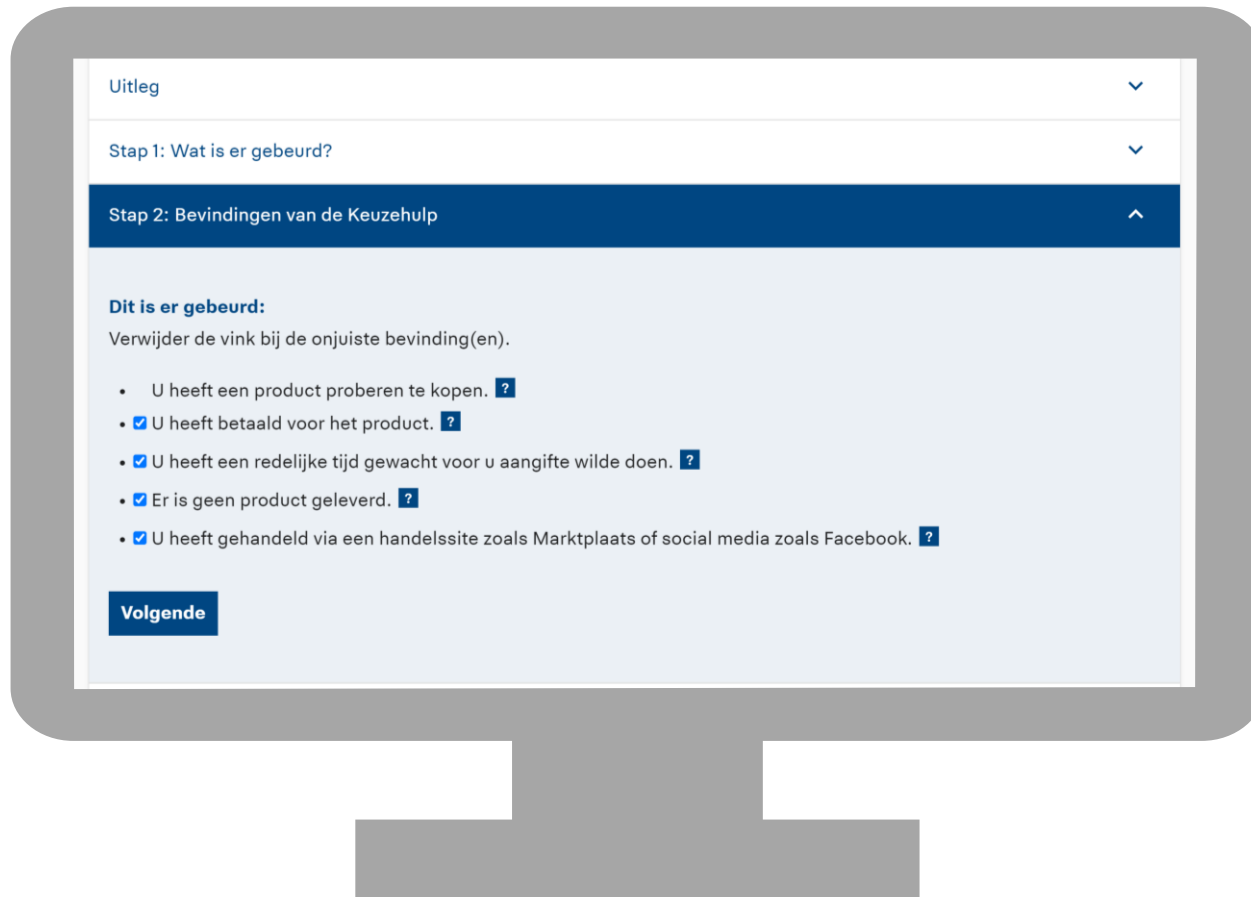 Uitleg
Stap 1: Wat is er gebeurd?
Stap 2: Bevindingen van de Keuzehulp
Dit is er gebeurd:
Verwijder de vink bij de onjuiste bevinding(en).
• U heeft een product proberen te kopen. ?
• U heeft betaald voor het product. ?
• U heeft een redelijke tijd gewacht voor u aangifte wilde doen. ?
• Er is geen product geleverd. ?
• U heeft gehandeld via een handelssite zoals Marktplaats of social media zoals Facebook. ?
Volgende